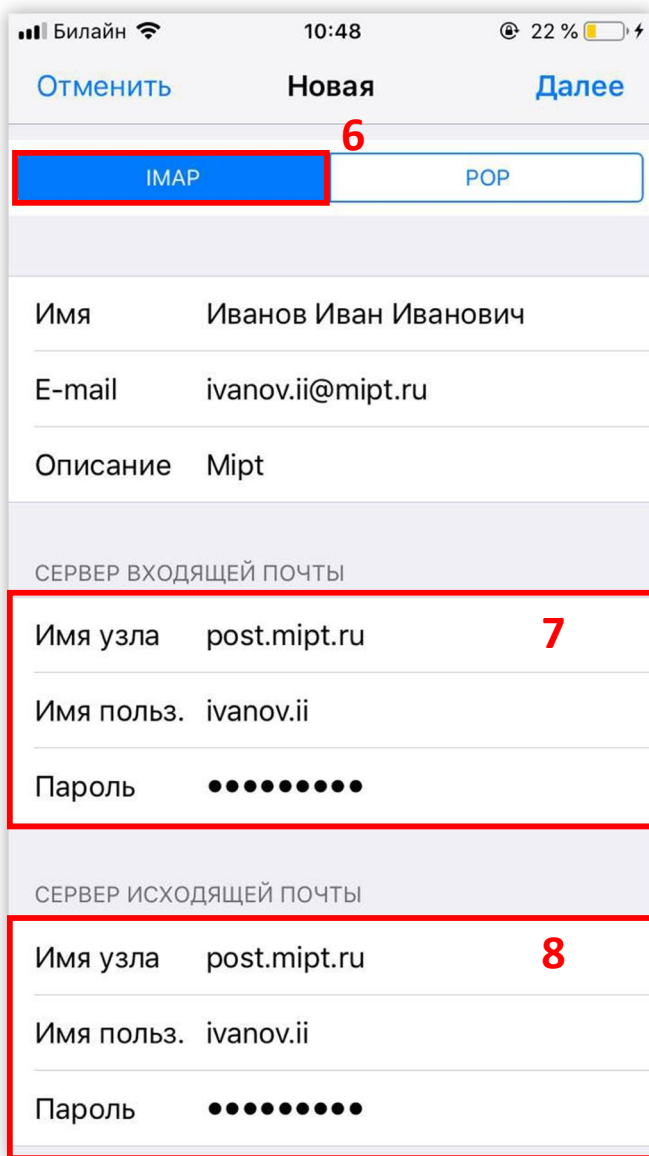 Билайн 10:48 22 %
Отменить Новая Далее
6
IMAP POP
Имя Иванов Иван Иванович
E-mail ivanov.ii@mipt.ru
Описание Mipt
СЕРВЕР ВХОДЯЩЕЙ ПОЧТЫ
Имя узла post.mipt.ru 7
Имя польз. ivanov.ii
Пароль ●●●●●●●●●
СЕРВЕР ИСХОДЯЩЕЙ ПОЧТЫ
Имя узла post.mipt.ru 8
Имя польз. ivanov.ii
Пароль ●●●●●●●●●